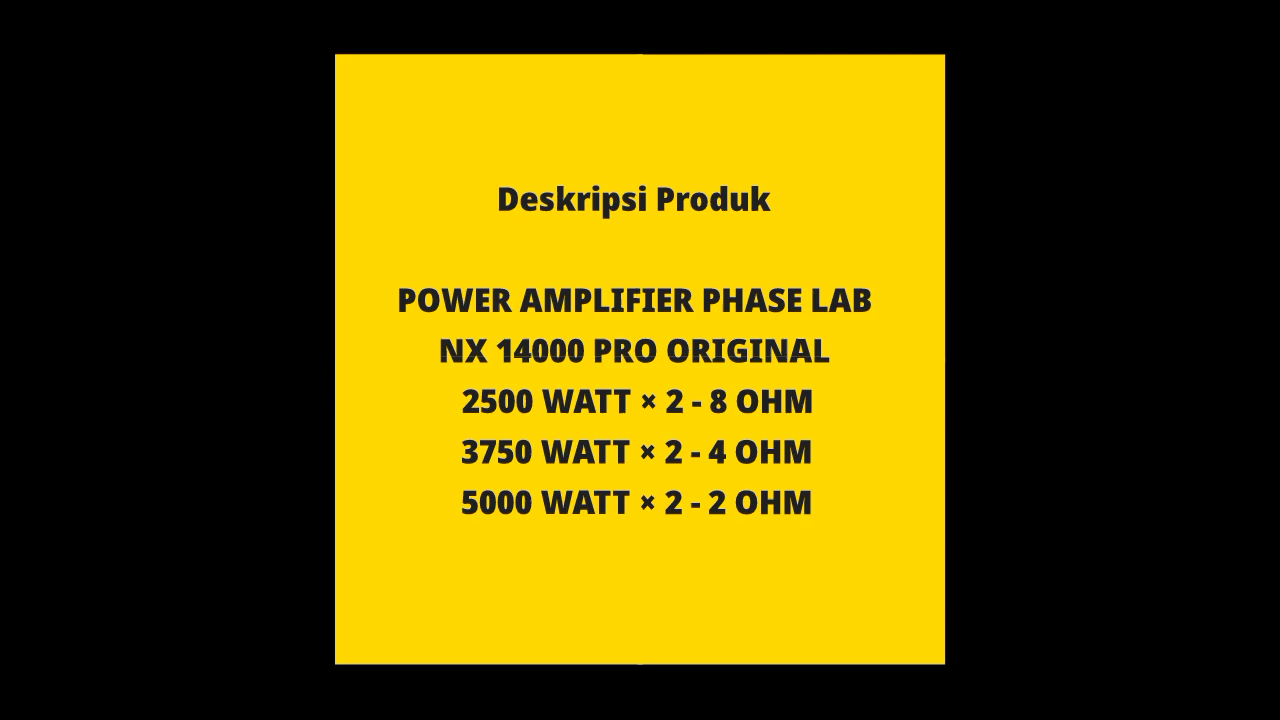 Deskripsi Produk
POWER AMPLIFIER PHASE LAB
NX 14000 PRO ORIGINAL
2500 WATT × 2 - 8 OHM
3750 WATT × 2 - 4 OHM
5000 WATT × 2 - 2 OHM